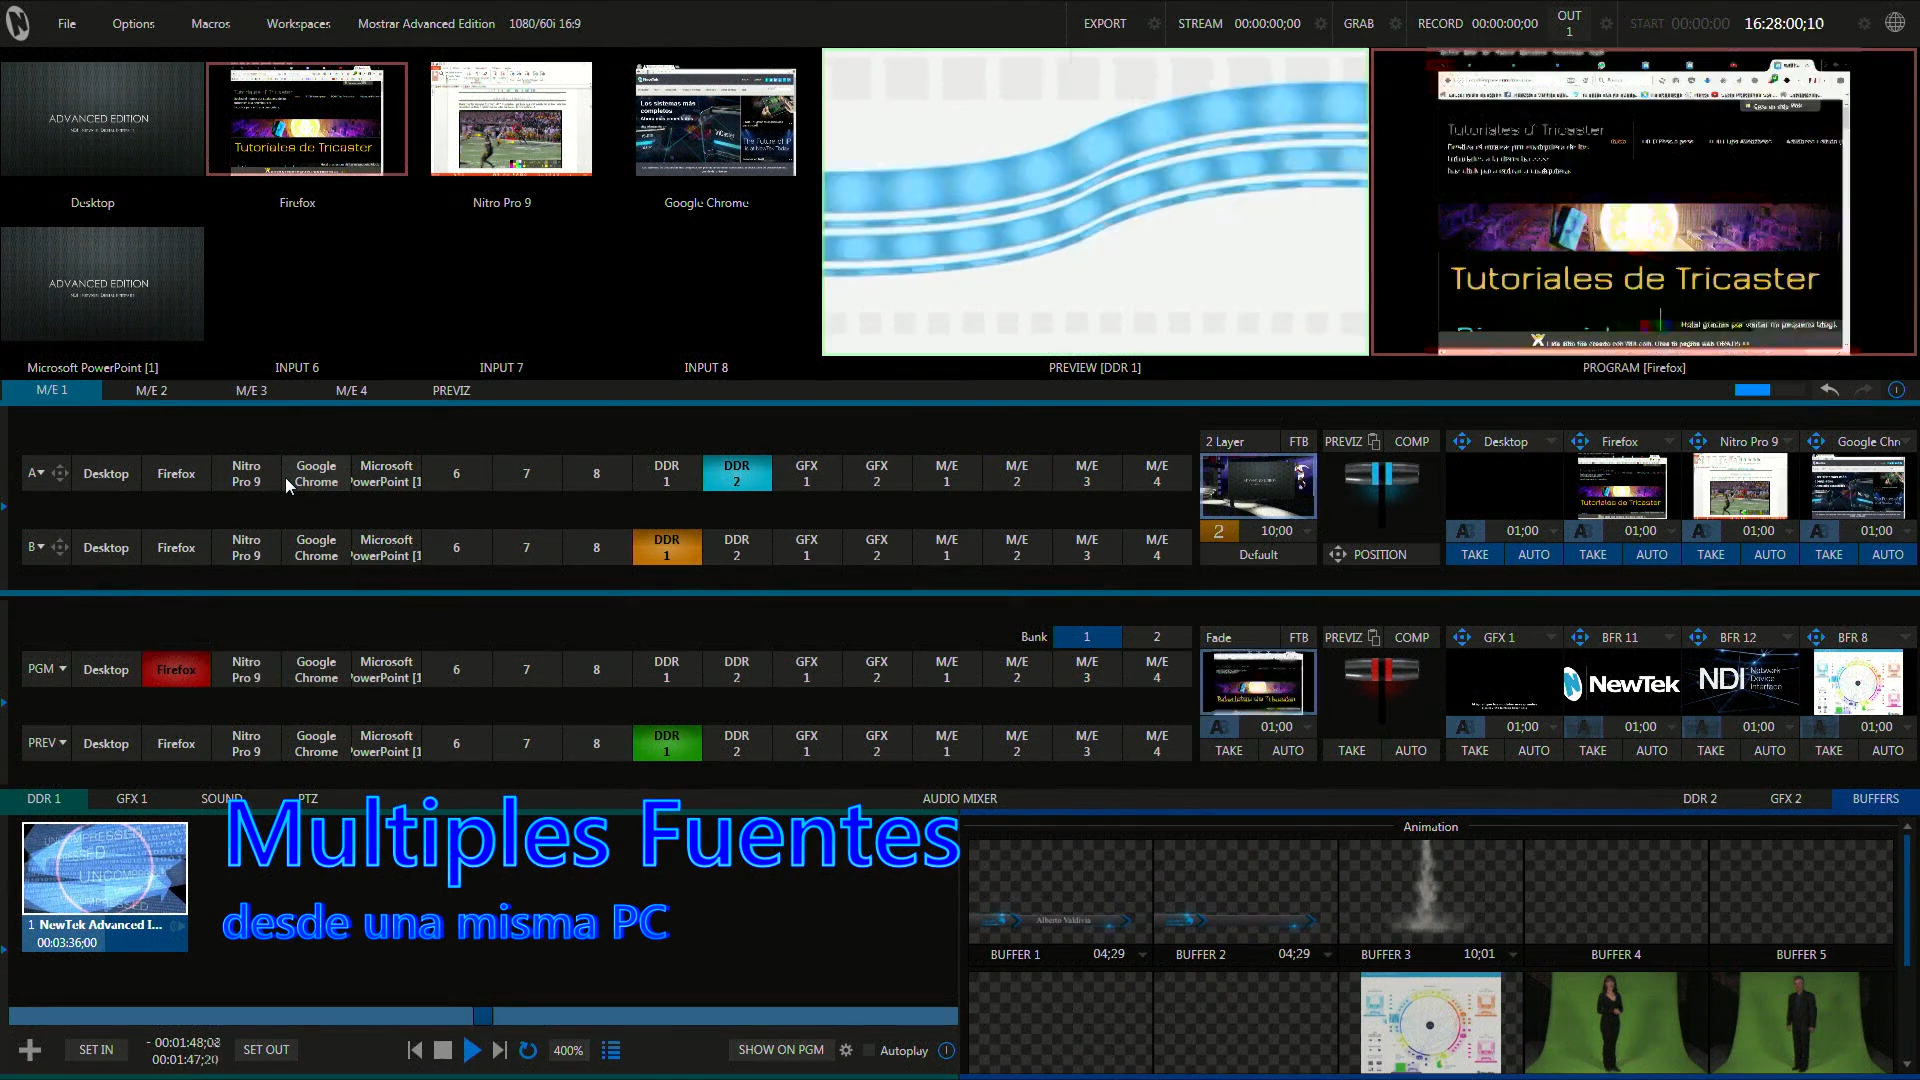 File Options Macros Workspaces Mostrar Advanced Edition 1080/60i 16:9
EXPORT STREAM 00:00:00;00 GRAB RECORD 00:00:00;00 OUT 1 START 00:00:00 16:28:00;10
ADVANCED EDITION
Tutoriales de Tricaster
NewTek
Los sistemas más
completos
Desktop Firefox Nitro Pro 9 Google Chrome
ADVANCED EDITION
Tutoriales de Tricaster
Tutoriales de Tricaster
Microsoft PowerPoint [1] INPUT 6 INPUT 7 INPUT 8 PREVIEW [DDR 1] PROGRAM [Firefox]
M/E 1 M/E 2 M/E 3 M/E 4 PREVIZ
2 Layer FTB PREVIZ COMP Desktop Firefox Nitro Pro 9 Google Chr
A Desktop Firefox Nitro Pro 9 Google Chrome Microsoft PowerPoint [1 6 7 8 DDR 1 DDR 2 GFX 1 GFX 2 M/E 1 M/E 2 M/E 3 M/E 4
2 10;00 01;00 01;00 01;00 01;00
B Desktop Firefox Nitro Pro 9 Google Chrome Microsoft PowerPoint [1 6 7 8 DDR 1 DDR 2 GFX 1 GFX 2 M/E 1 M/E 2 M/E 3 M/E 4
Default POSITION TAKE AUTO TAKE AUTO TAKE AUTO TAKE AUTO
Bunk 1 2 Fade FTB PREVIZ COMP GFX 1 BFR 11 BFR 12 BFR 8
PGM Desktop Firefox Nitro Pro 9 Google Chrome Microsoft PowerPoint [1 6 7 8 DDR 1 DDR 2 GFX 1 GFX 2 M/E 1 M/E 2 M/E 3 M/E 4
NewTek NDI Network Device Interface
01;00 01;00 01;00 01;00 01;00
PREV Desktop Firefox Nitro Pro 9 Google Chrome Microsoft PowerPoint [1 6 7 8 DDR 1 DDR 2 GFX 1 GFX 2 M/E 1 M/E 2 M/E 3 M/E 4
TAKE AUTO TAKE AUTO TAKE AUTO TAKE AUTO TAKE AUTO TAKE AUTO
DDR 1 GFX 1 SOUND PTZ AUDIO MIXER DDR 2 GFX 2 BUFFERS
Multiples Fuentes
desde una misma PC
UNCOMPRESSED
1 NewTek Advanced I...
00:03:36;00
Animation
Alberto Valdivia
BUFFER 1 04;29 BUFFER 2 04;29 BUFFER 3 10;01 BUFFER 4 BUFFER 5
SET IN - 00:01:48;08
00:01:47;20 SET OUT 400% SHOW ON PGM Autoplay